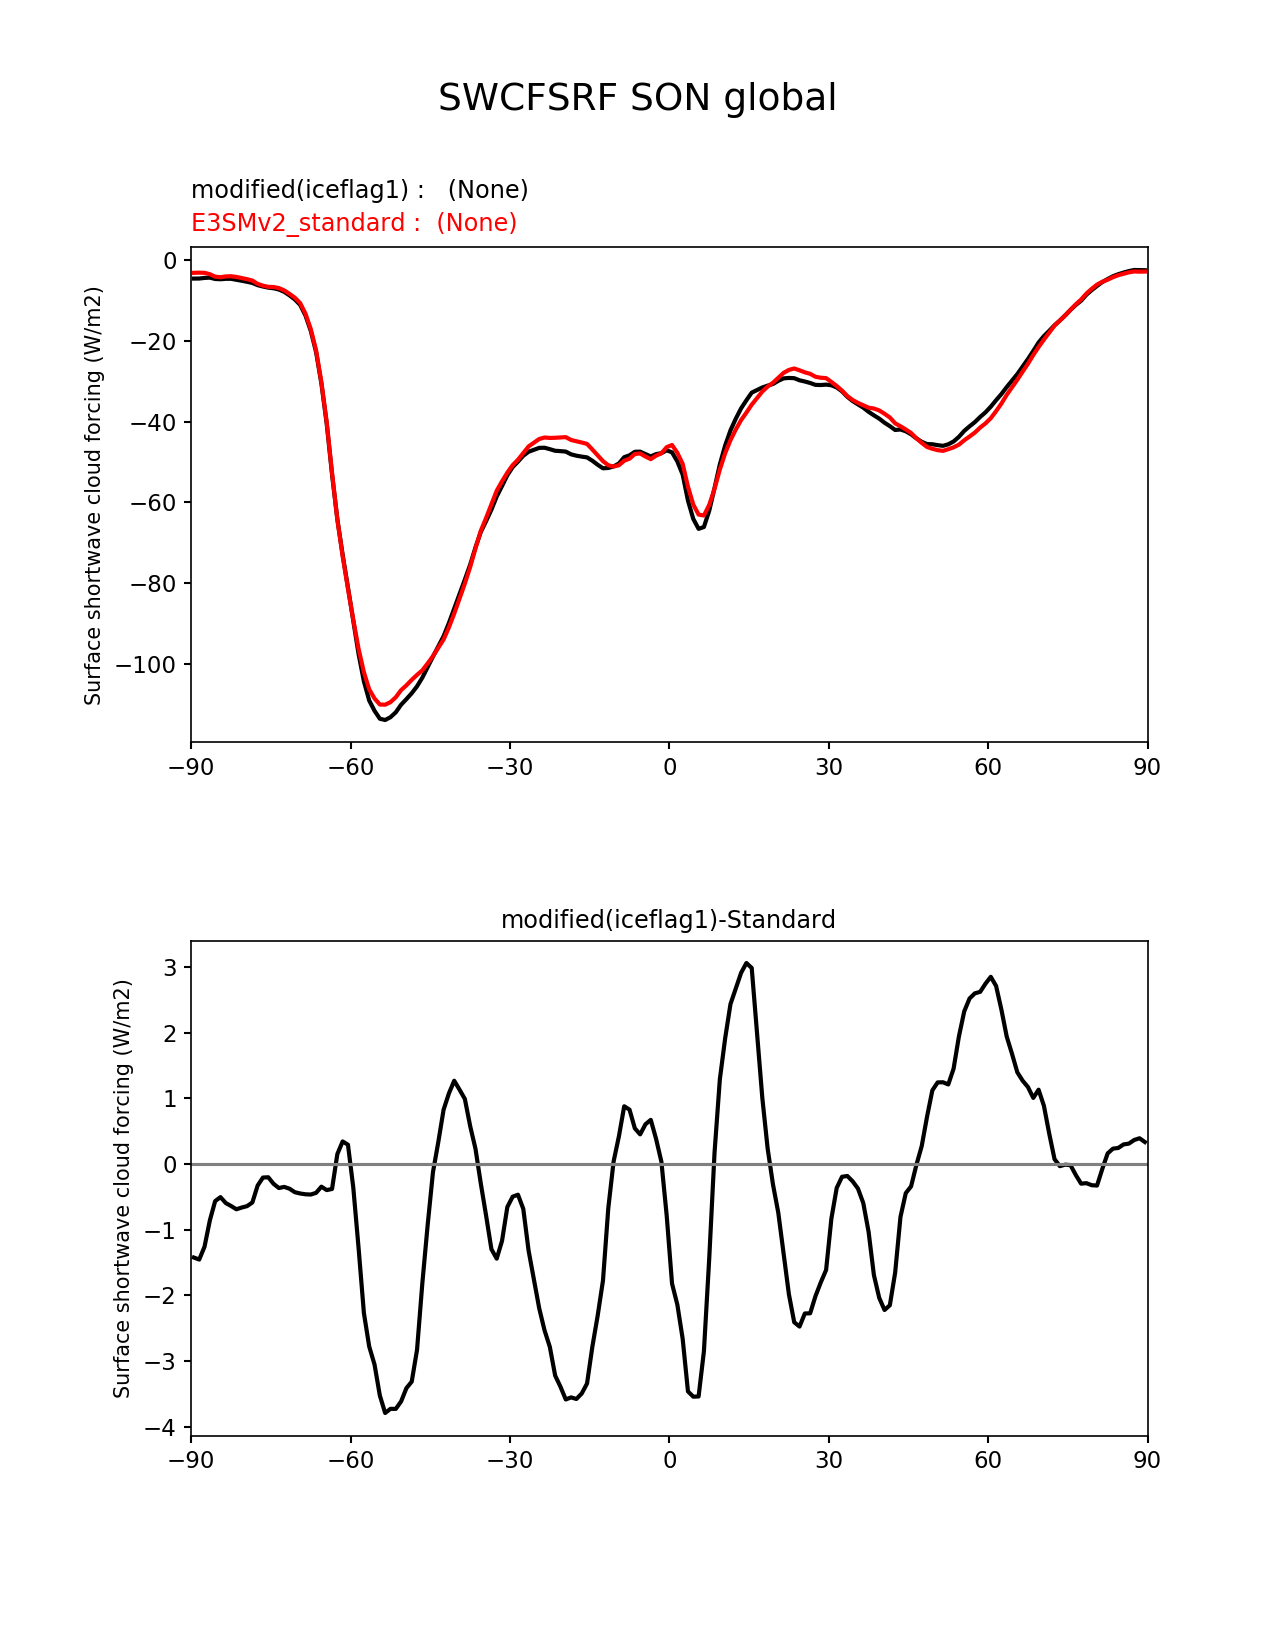 SWCFSRF SON global
modified(iceflag1) :   (None)
E3SMv2_standard :  (None)
Surface shortwave cloud forcing (W/m2)
0
−20
−40
−60
−80
−100
−90 −60 −30 0 30 60 90
modified(iceflag1)-Standard
Surface shortwave cloud forcing (W/m2)
3
2
1
0
−1
−2
−3
−4
−90 −60 −30 0 30 60 90